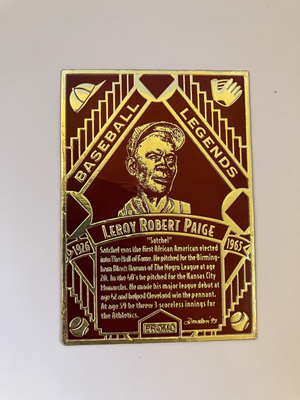 BASEBALL
LEGENDS
LEROY ROBERT PAIGE
1926
1965
"Satchel"
Satchel was the first African American elected
into The Hall of Fame. He pitched for the Birming-
ham Black Barons of The Negro League at age
20. In the 40's he pitched for the Kansas City
Monarchs. He made his major league debut at
age 42 and helped Cleveland win the pennant.
At age 59 he threw 3 scoreless innings for
the Athletics.
PROMO